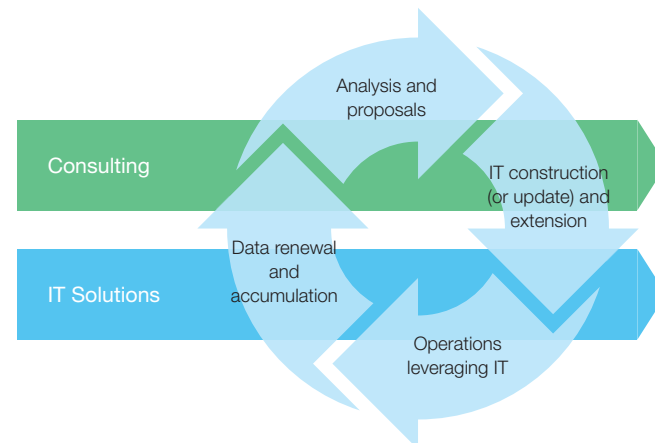 Analysis and
proposals
Consulting
IT construction
(or update) and
extension
Data renewal
and
accumulation
IT Solutions
Operations
leveraging IT